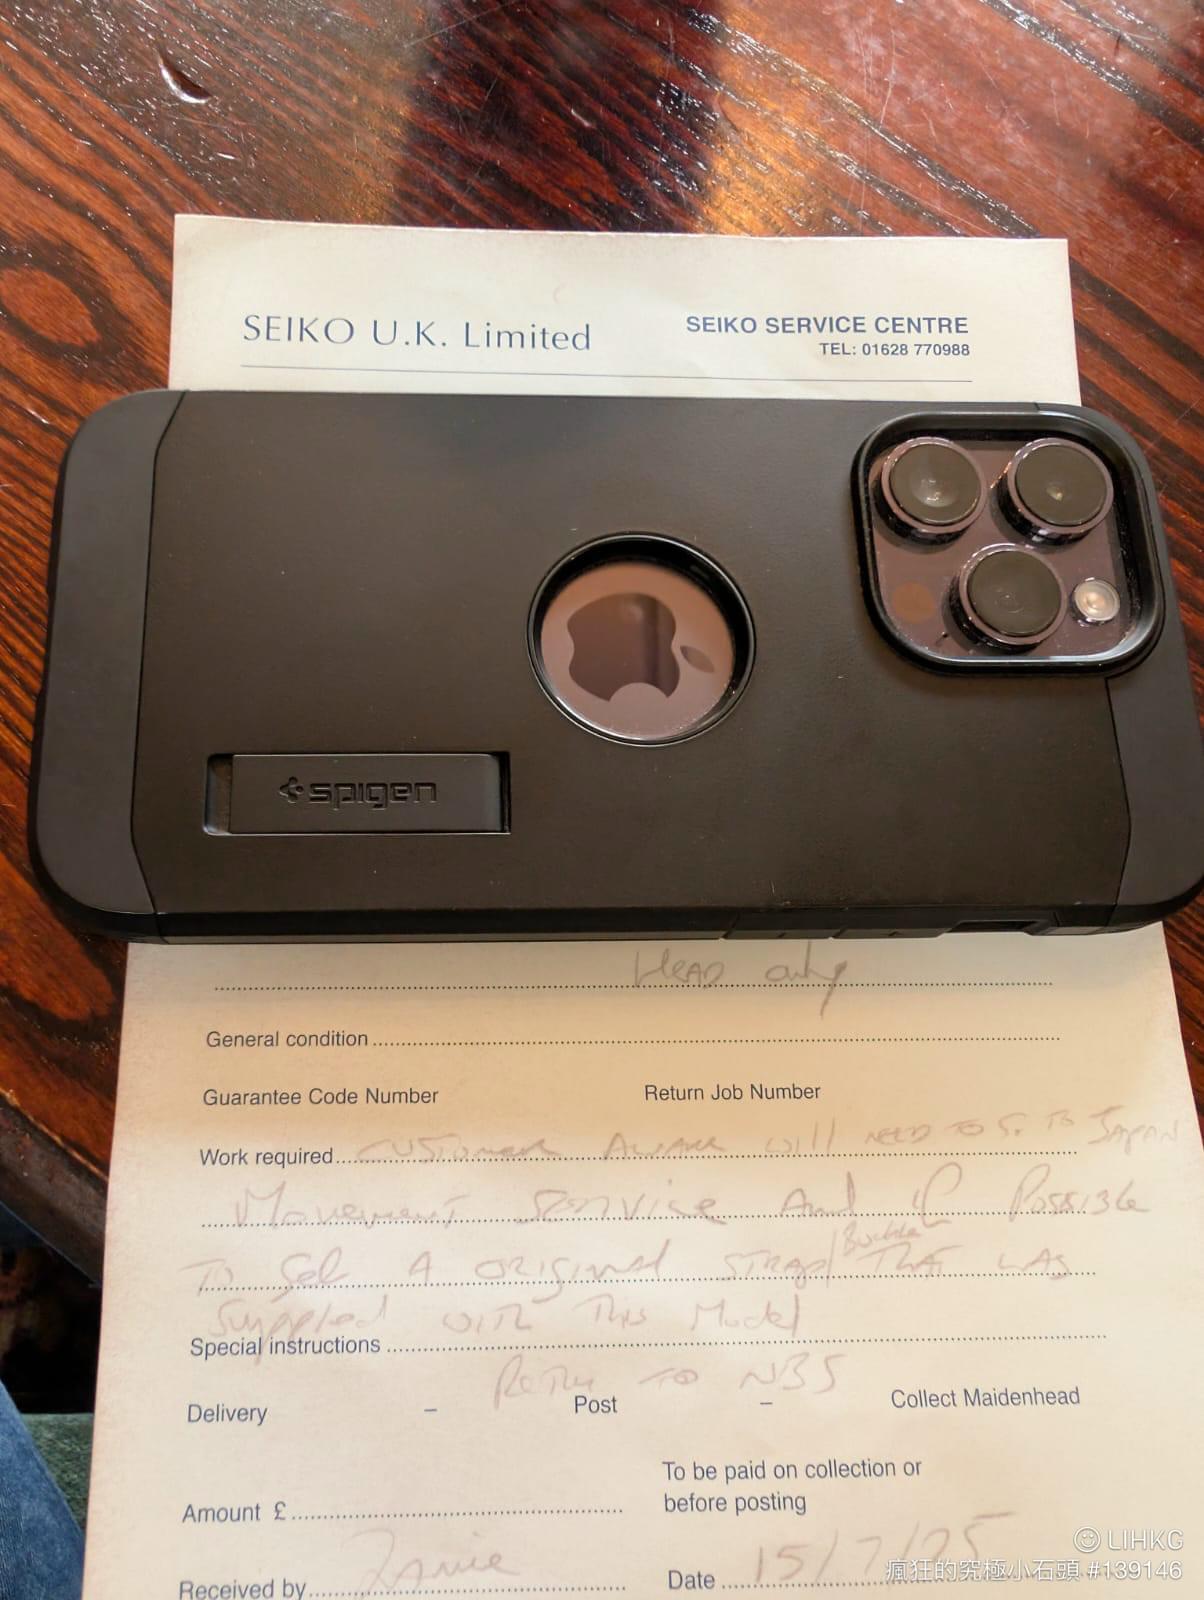 SEIKO U.K. Limited
SEIKO SERVICE CENTRE
TEL: 01628 770988
spigen
HEAD only
General condition
Guarantee Code Number
Return Job Number
Work required CUSTOMER AWARE will NEED TO GO TO JAPAN
Movement SERVICE And if Possible
To Get A ORIGINAL STRAP/Buckle THAT WAS
Supplied WITH This Model
Special instructions
TO NBS
Delivery – Post – Collect Maidenhead
To be paid on collection or
before posting
Amount £
Received by
Date 15/7/25
LIHKG
瘋狂的究極小石頭 #139146